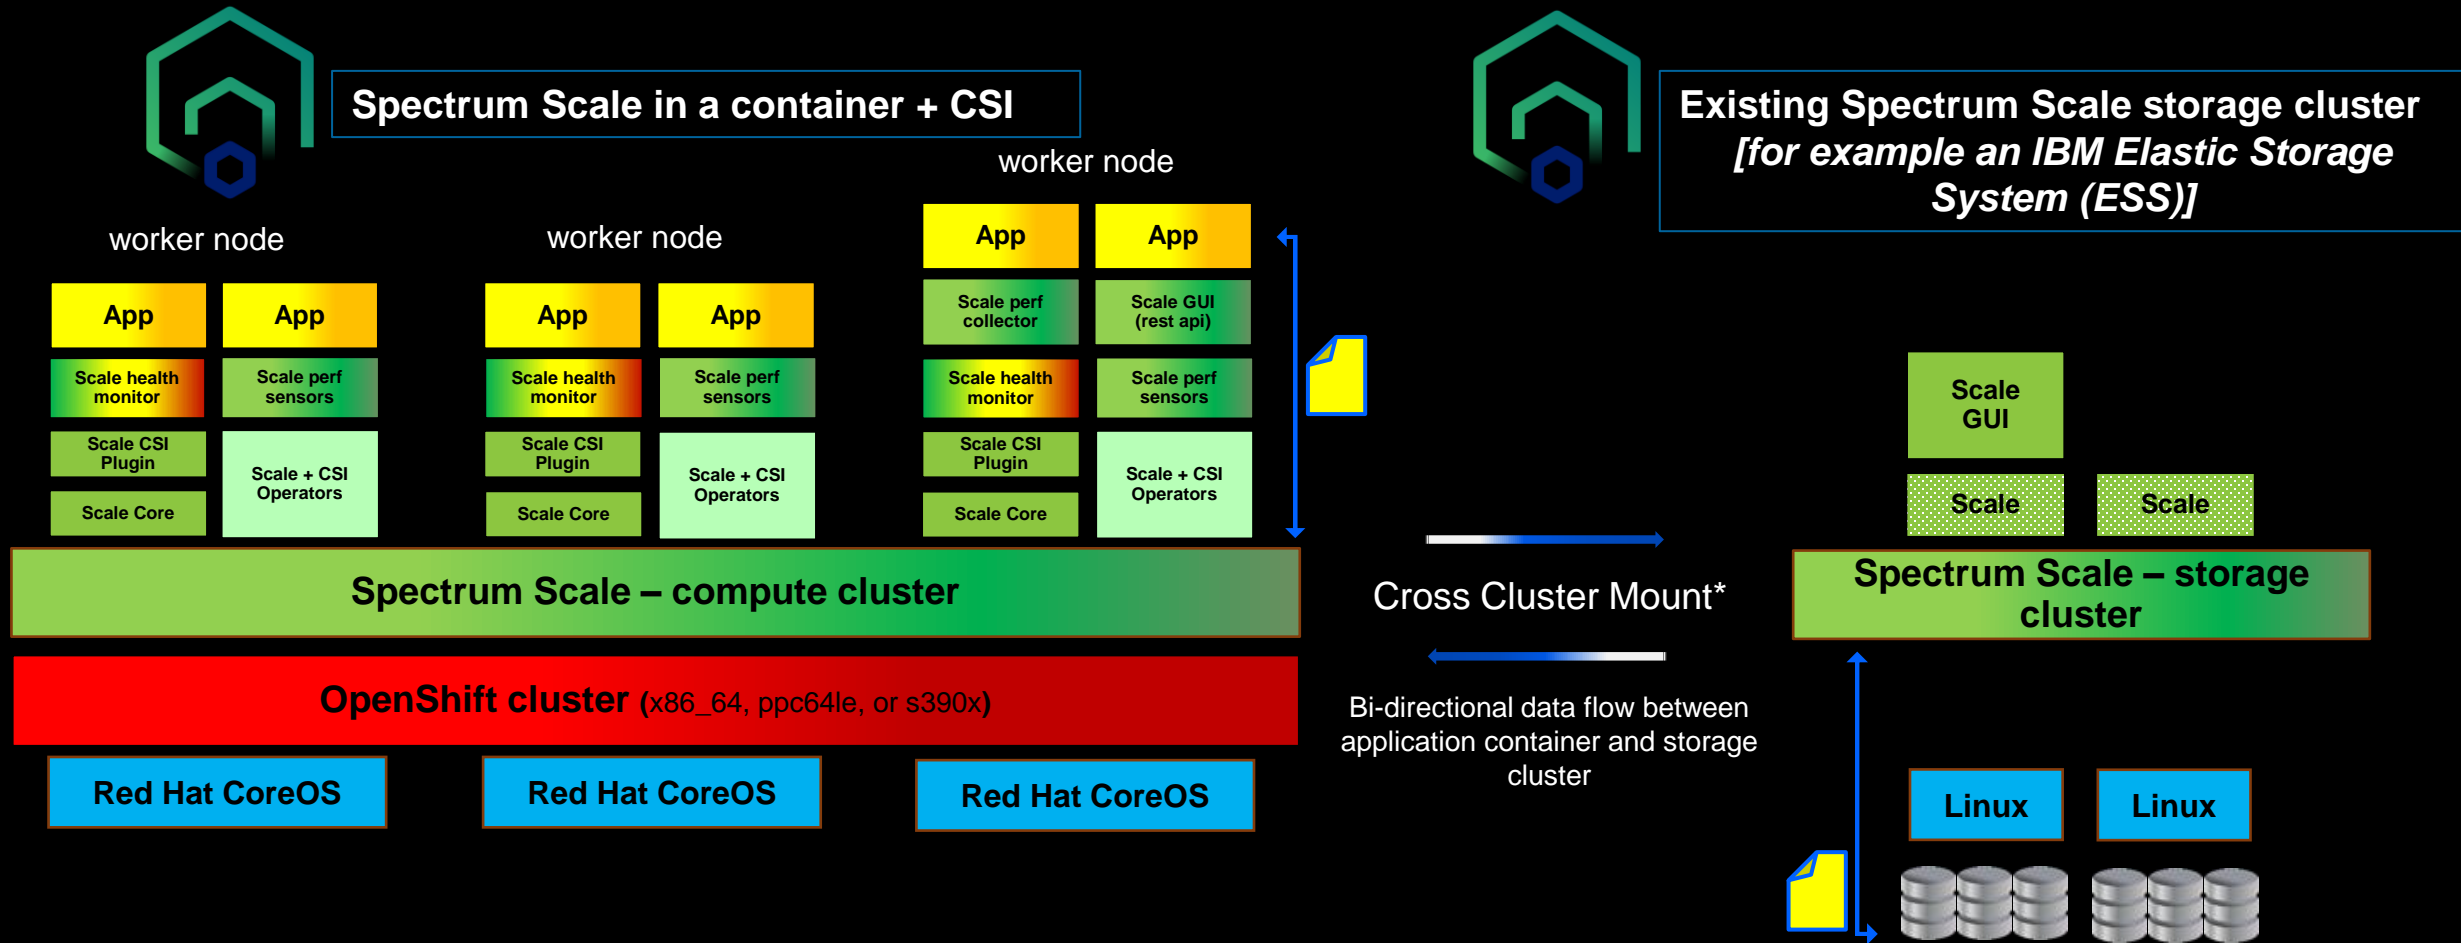 Spectrum Scale in a container + CSI
worker node
App
App
Scale health
monitor
Scale perf
sensors
Scale CSI
Plugin
Scale + CSI
Operators
Scale Core
worker node
App
App
Scale health
monitor
Scale perf
sensors
Scale CSI
Plugin
Scale + CSI
Operators
Scale Core
worker node
App
App
Scale perf
collector
Scale GUI
(rest api)
Scale health
monitor
Scale perf
sensors
Scale CSI
Plugin
Scale + CSI
Operators
Scale Core
Spectrum Scale – compute cluster
OpenShift cluster (x86_64, ppc64le, or s390x)
Red Hat CoreOS
Red Hat CoreOS
Red Hat CoreOS
Cross Cluster Mount*
Bi-directional data flow between
application container and storage
cluster
Existing Spectrum Scale storage cluster
[for example an IBM Elastic Storage
System (ESS)]
Scale
GUI
Scale
Scale
Spectrum Scale – storage
cluster
Linux
Linux